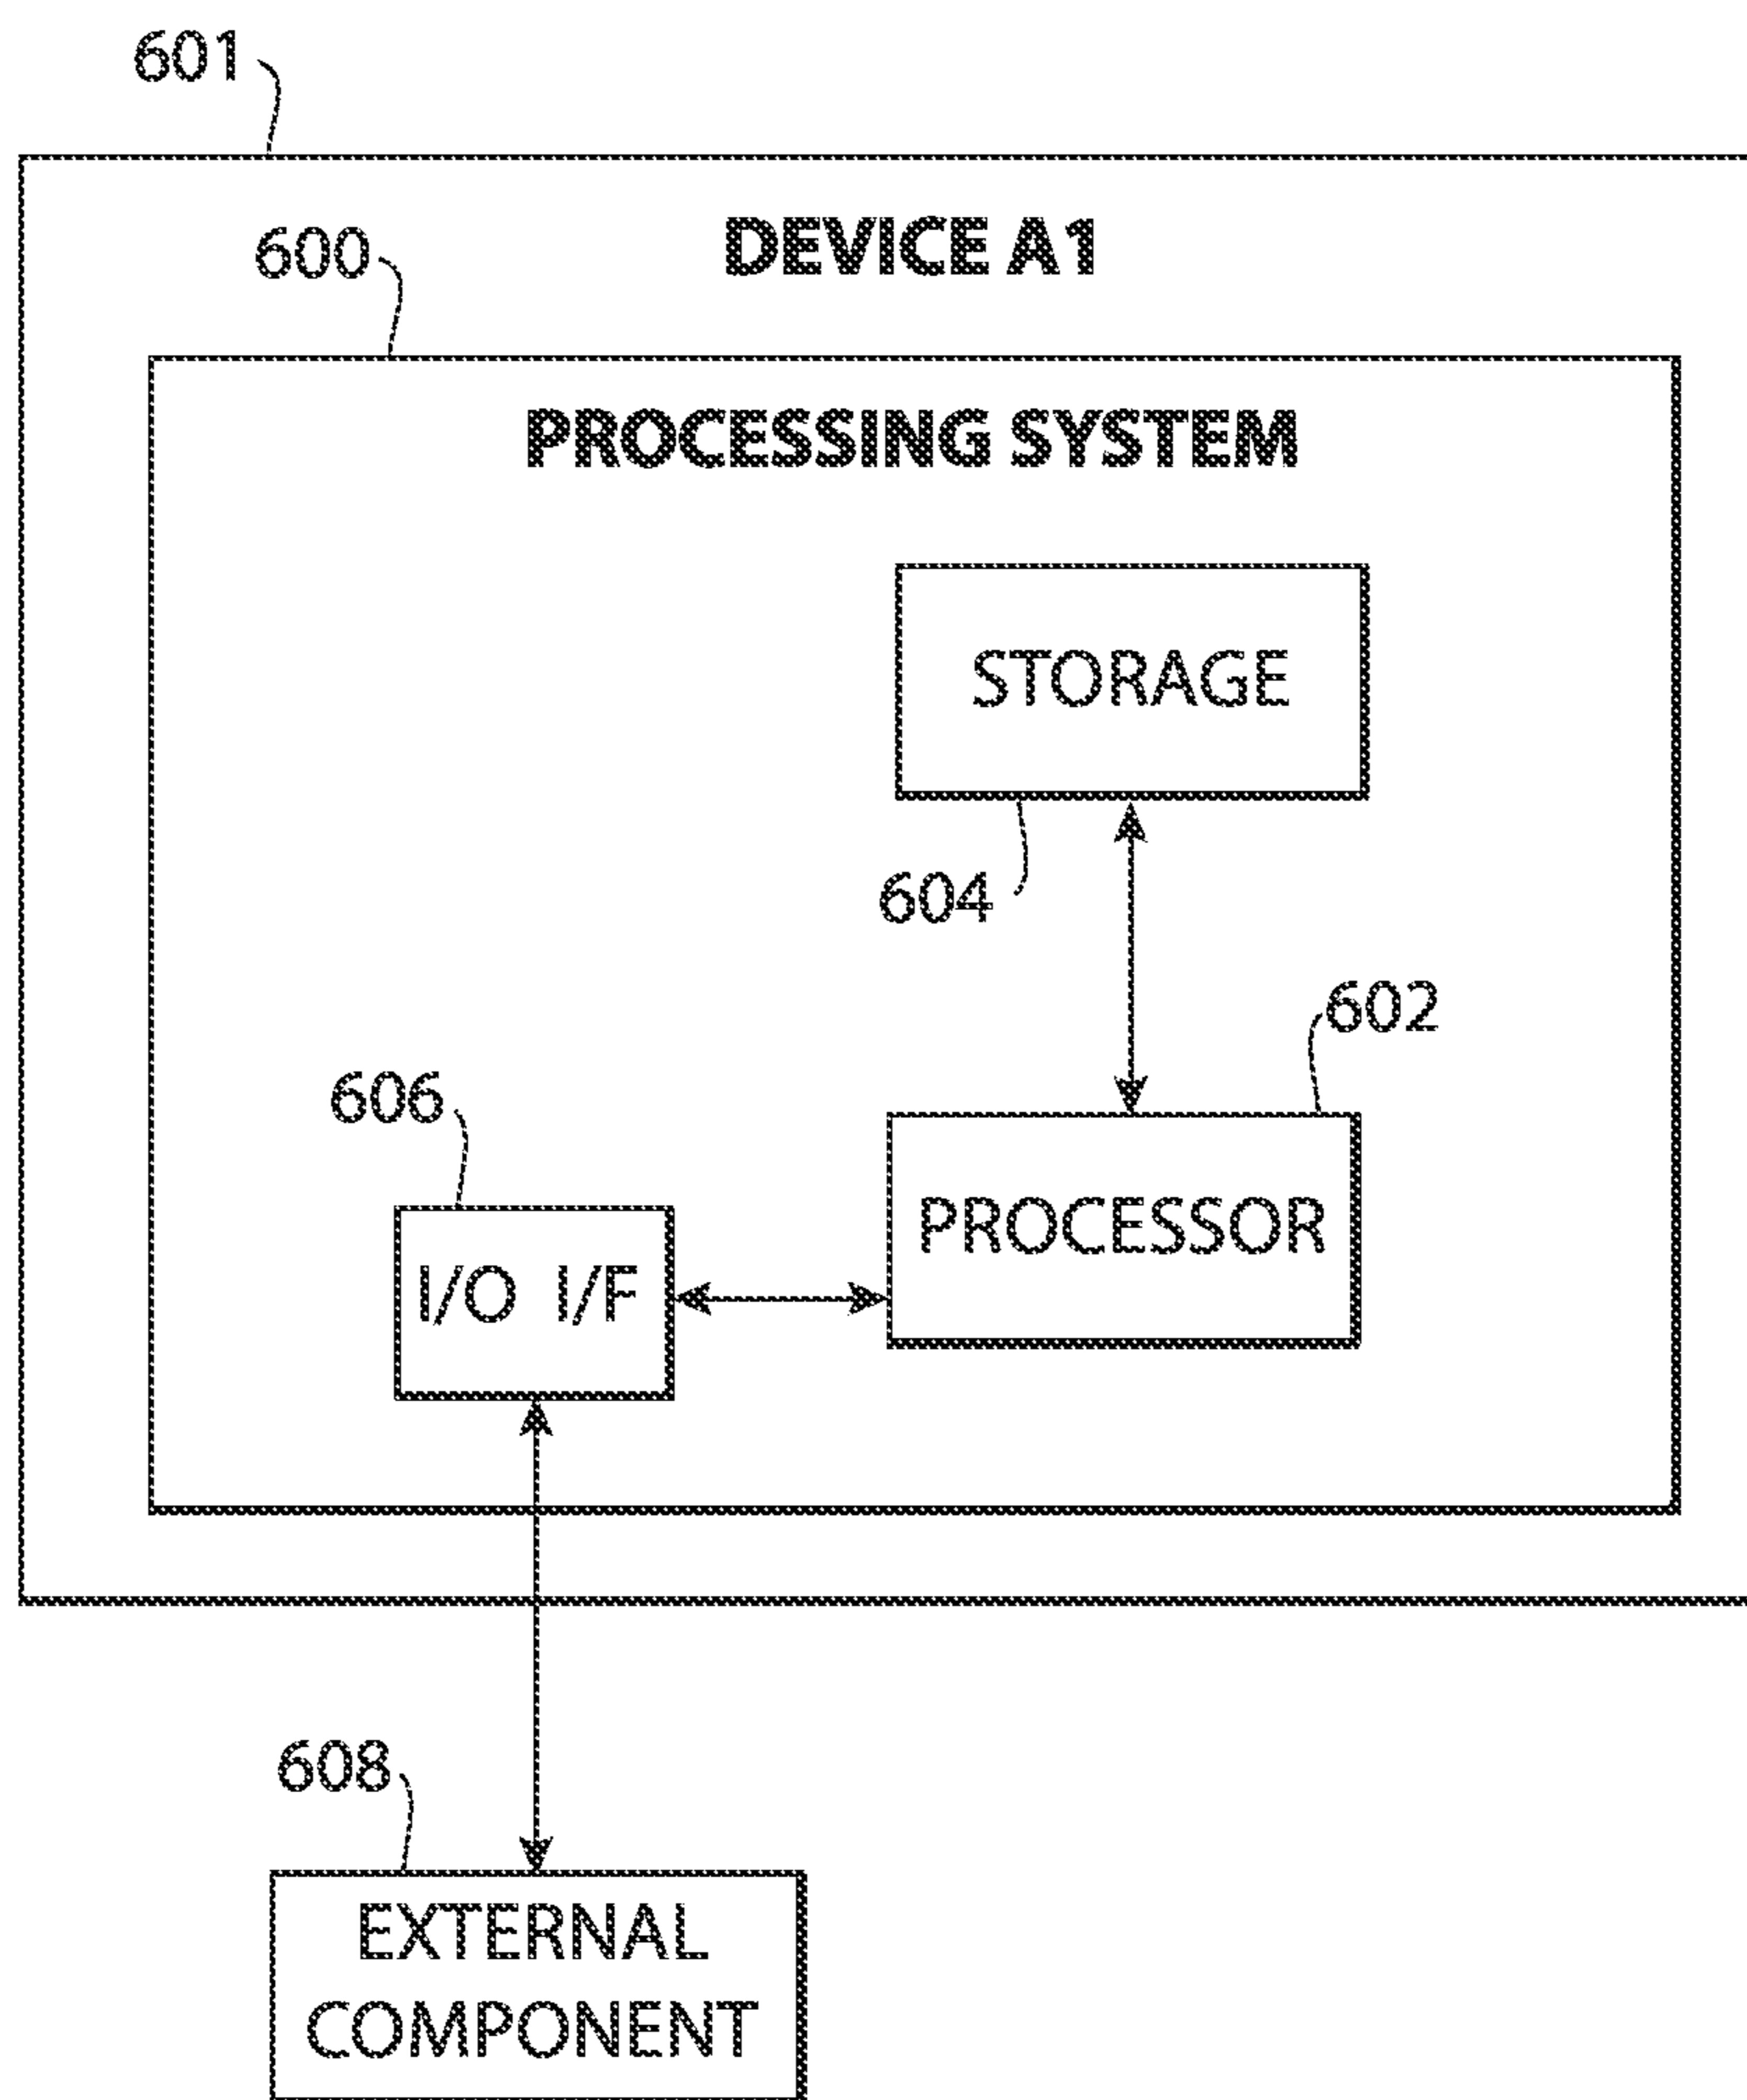 601
DEVICE A1
600
PROCESSING SYSTEM
STORAGE
604
602
606
PROCESSOR
I/O I/F
608
EXTERNAL
COMPONENT